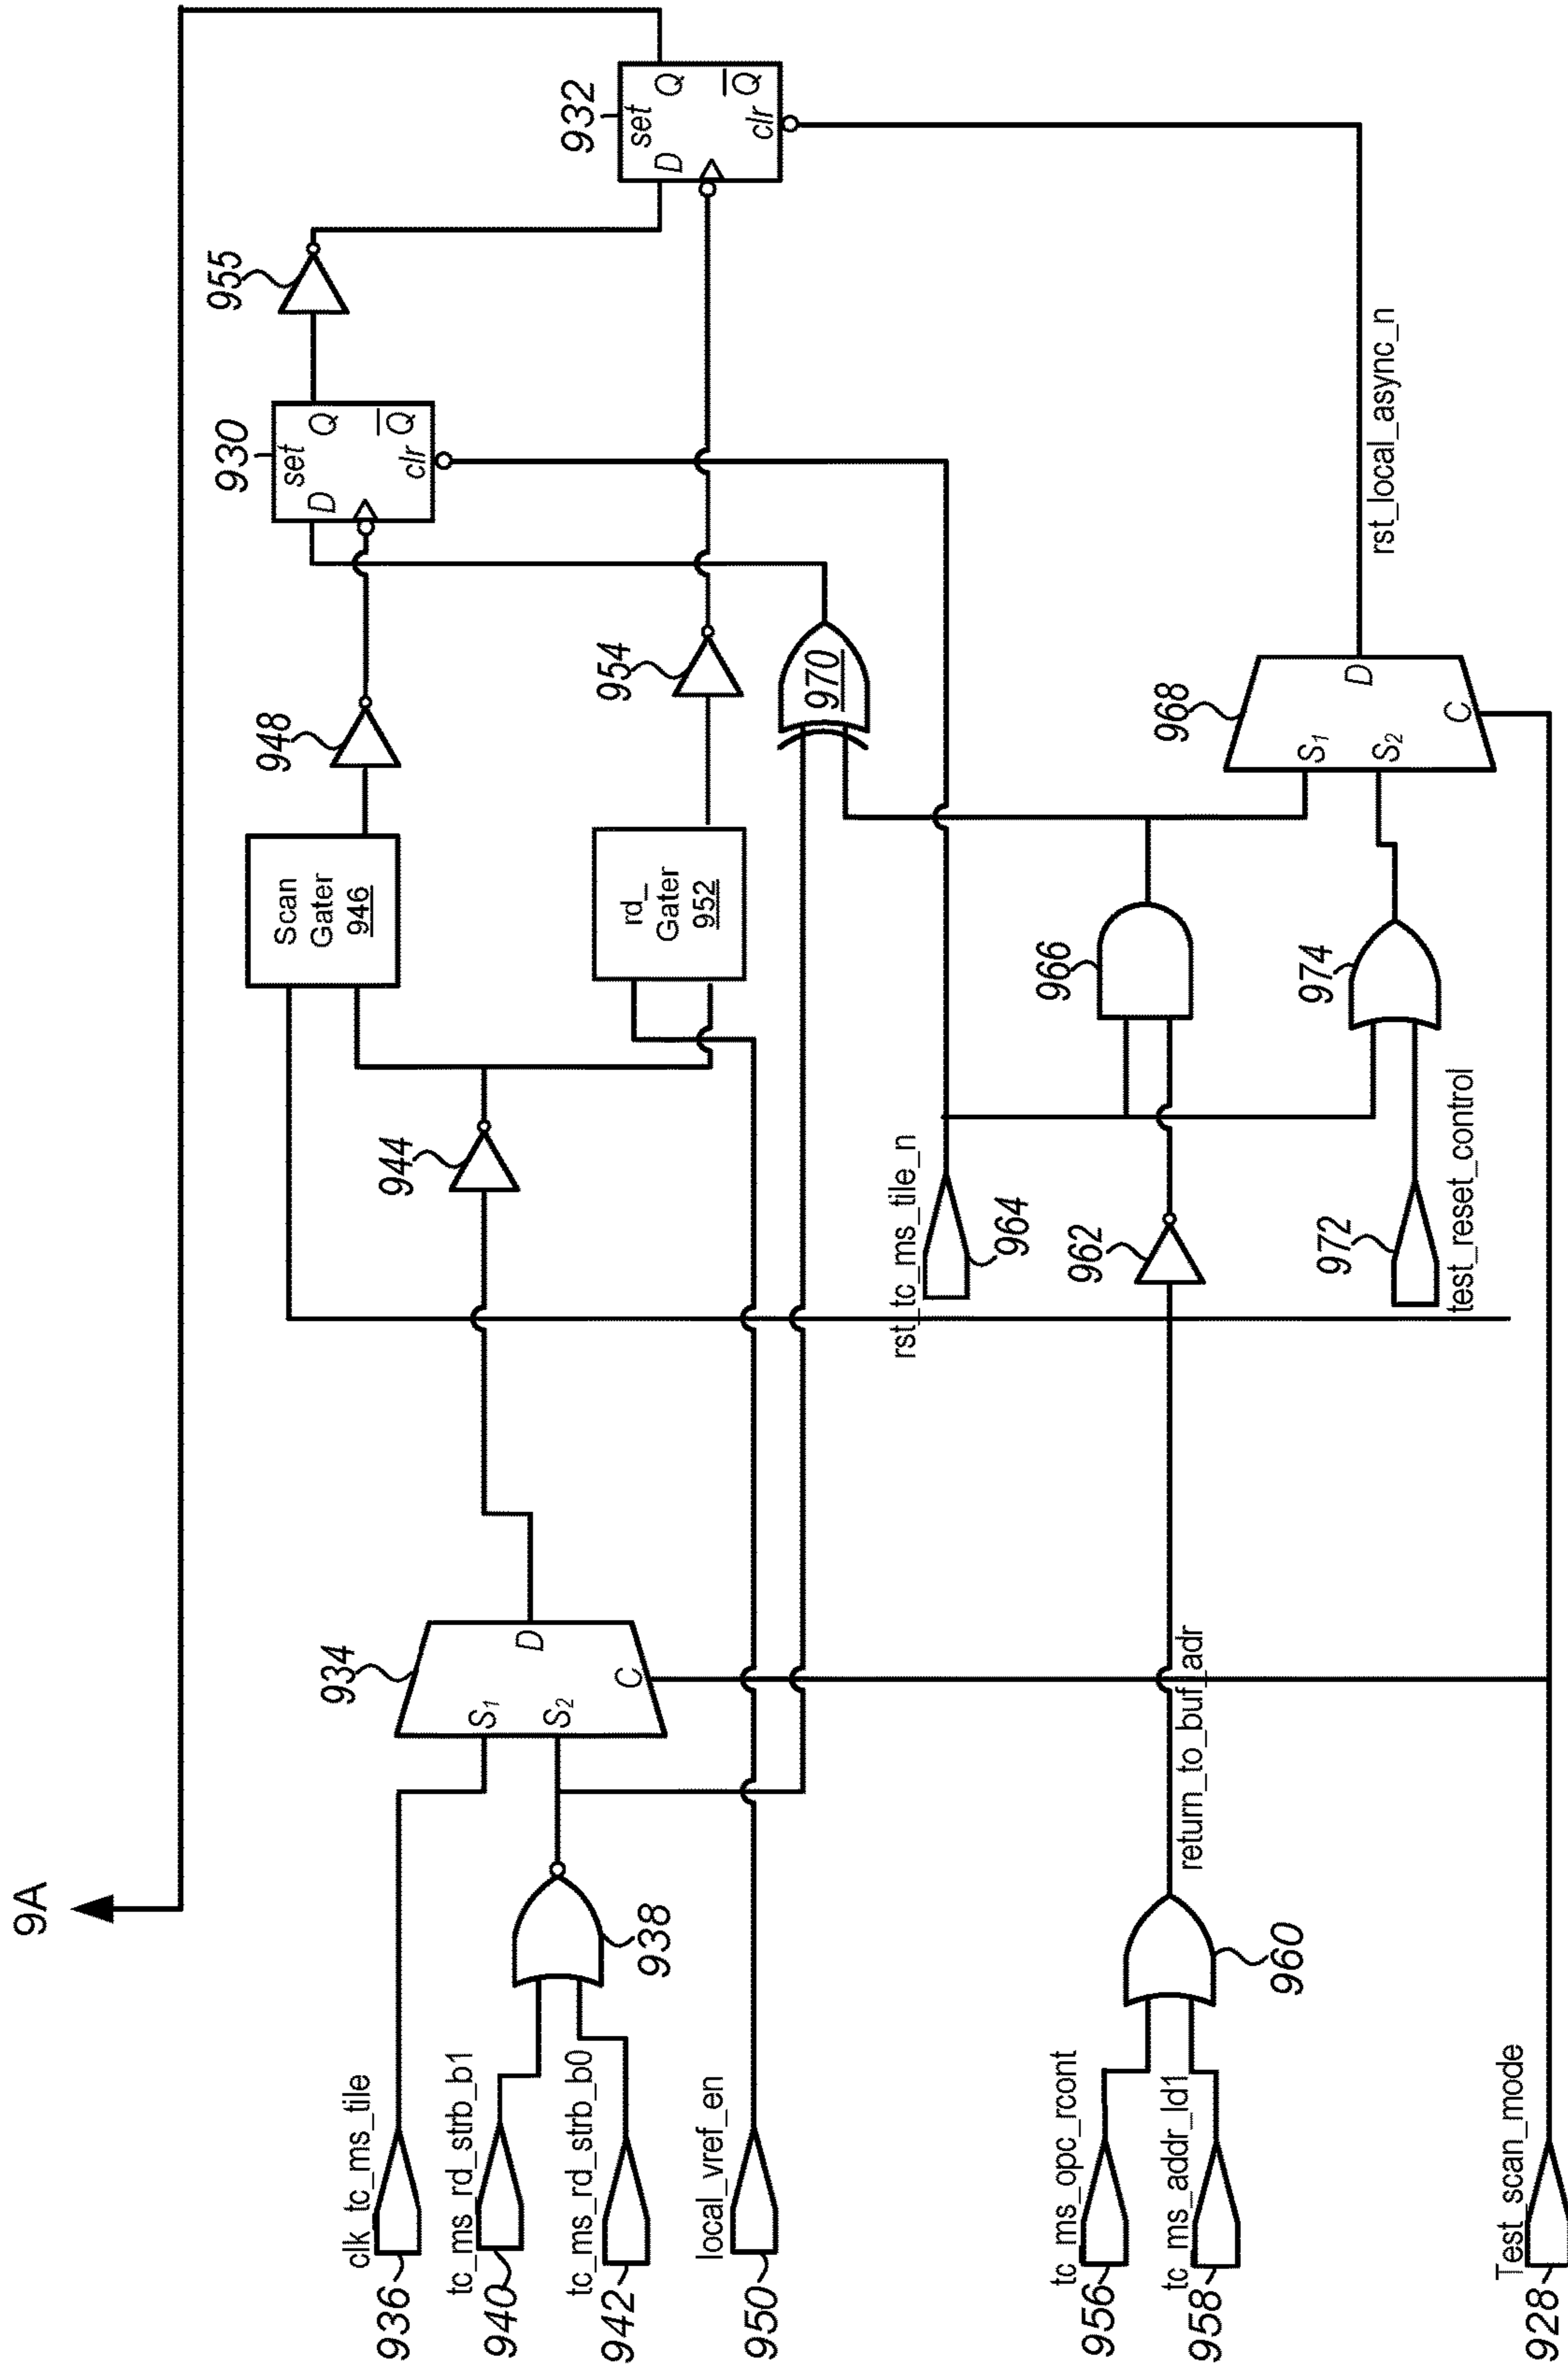 9A
clk_tc_ms_tile
936
tc_ms_rd_strb_b1
940
tc_ms_rd_strb_b0
942
938
local_vref_en
950
934
S1
S2
D
C
944
Scan
Gater
946
948
rd_
Gater
952
954
930
set
D
Q
Q
clr
955
932
set
D
Q
Q
clr
970
tc_ms_opc_rcont
956
tc_ms_addr_ld1
958
960
return_to_buf_adr
962
rst_tc_ms_tile_n
964
966
test_reset_control
972
974
968
S1
S2
D
C
rst_local_async_n
Test_scan_mode
928